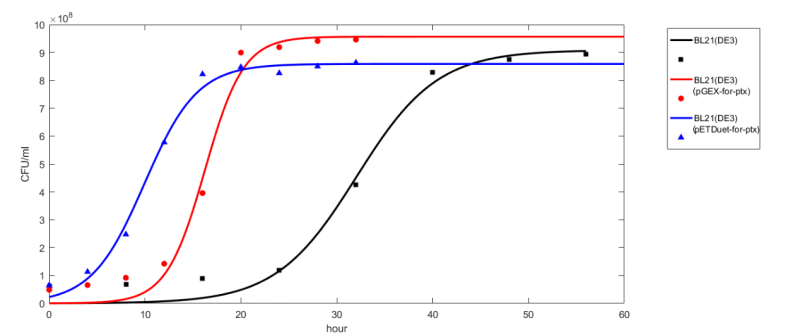 ×10⁸
10
9
8
7
6
5
4
3
2
1
0
CFU/ml
0 10 20 30 40 50 60
hour
BL21(DE3)
BL21(DE3)
(pGEX-for-ptx)
BL21(DE3)
(pETDuet-for-ptx)